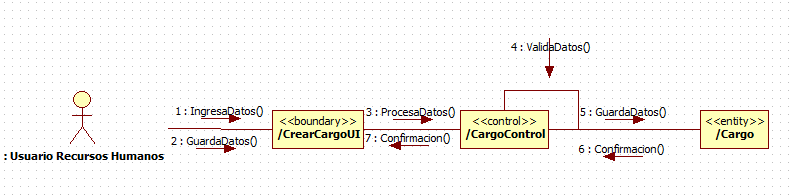 4 : ValidaDatos()
1 : IngresaDatos()
3 : ProcesaDatos()
5 : GuardaDatos()
<<boundary>>
/CrearCargoUI
<<control>>
/CargoControl
<<entity>>
/Cargo
2 : GuardaDatos()
7 : Confirmacion()
6 : Confirmacion()
: Usuario Recursos Humanos